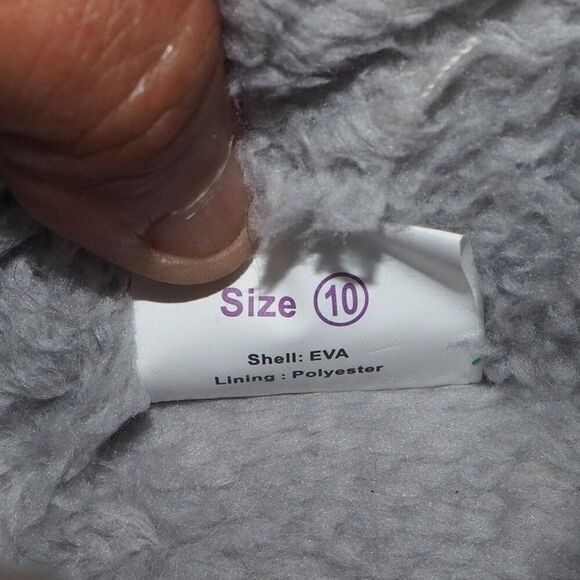 Size 10
Shell: EVA
Lining : Polyester